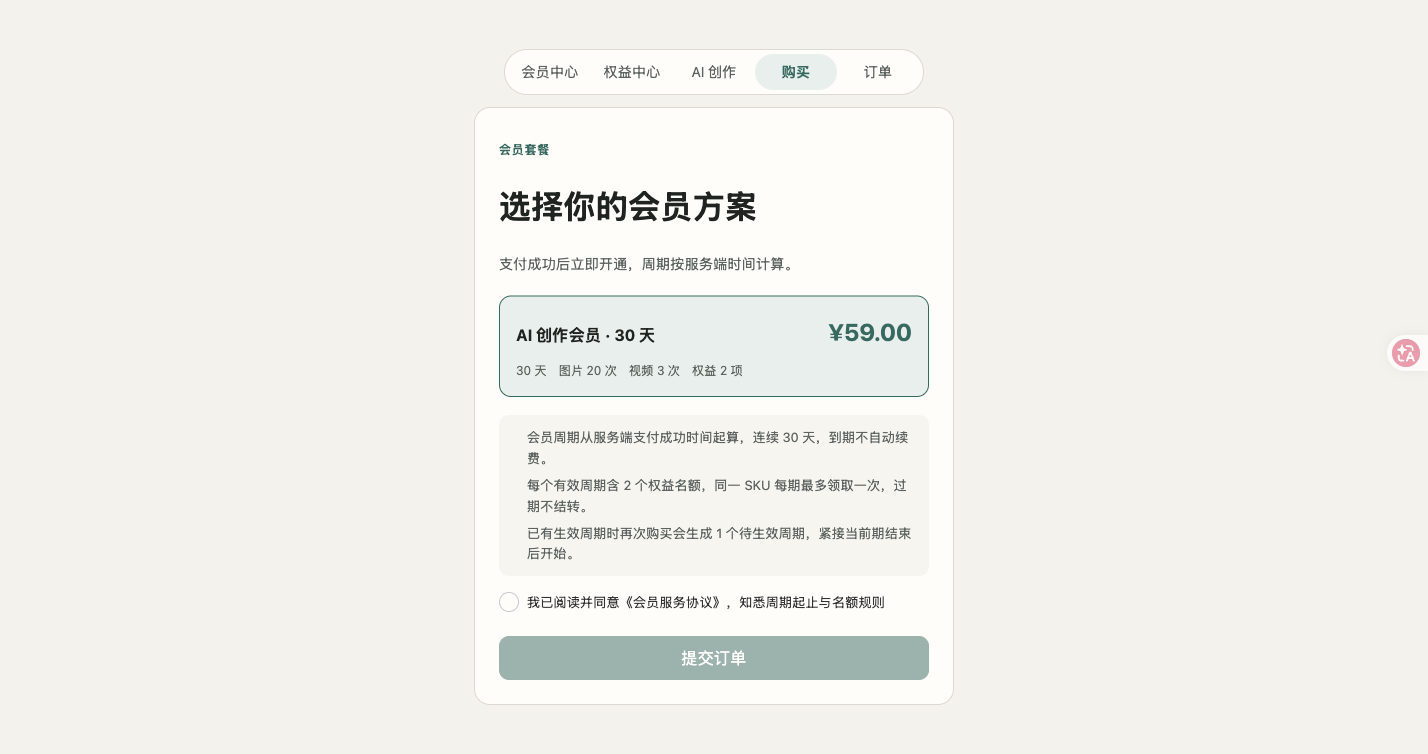 会员中心 权益中心 AI 创作 购买 订单
会员套餐
选择你的会员方案
支付成功后立即开通，周期按服务端时间计算。
AI 创作会员 · 30 天 ¥59.00
30 天 图片 20 次 视频 3 次 权益 2 项
会员周期从服务端支付成功时间起算，连续 30 天，到期不自动续
费。
每个有效周期含 2 个权益名额，同一 SKU 每期最多领取一次，过
期不结转。
已有生效周期时再次购买会生成 1 个待生效周期，紧接当前期结束
后开始。
我已阅读并同意《会员服务协议》，知悉周期起止与名额规则
提交订单